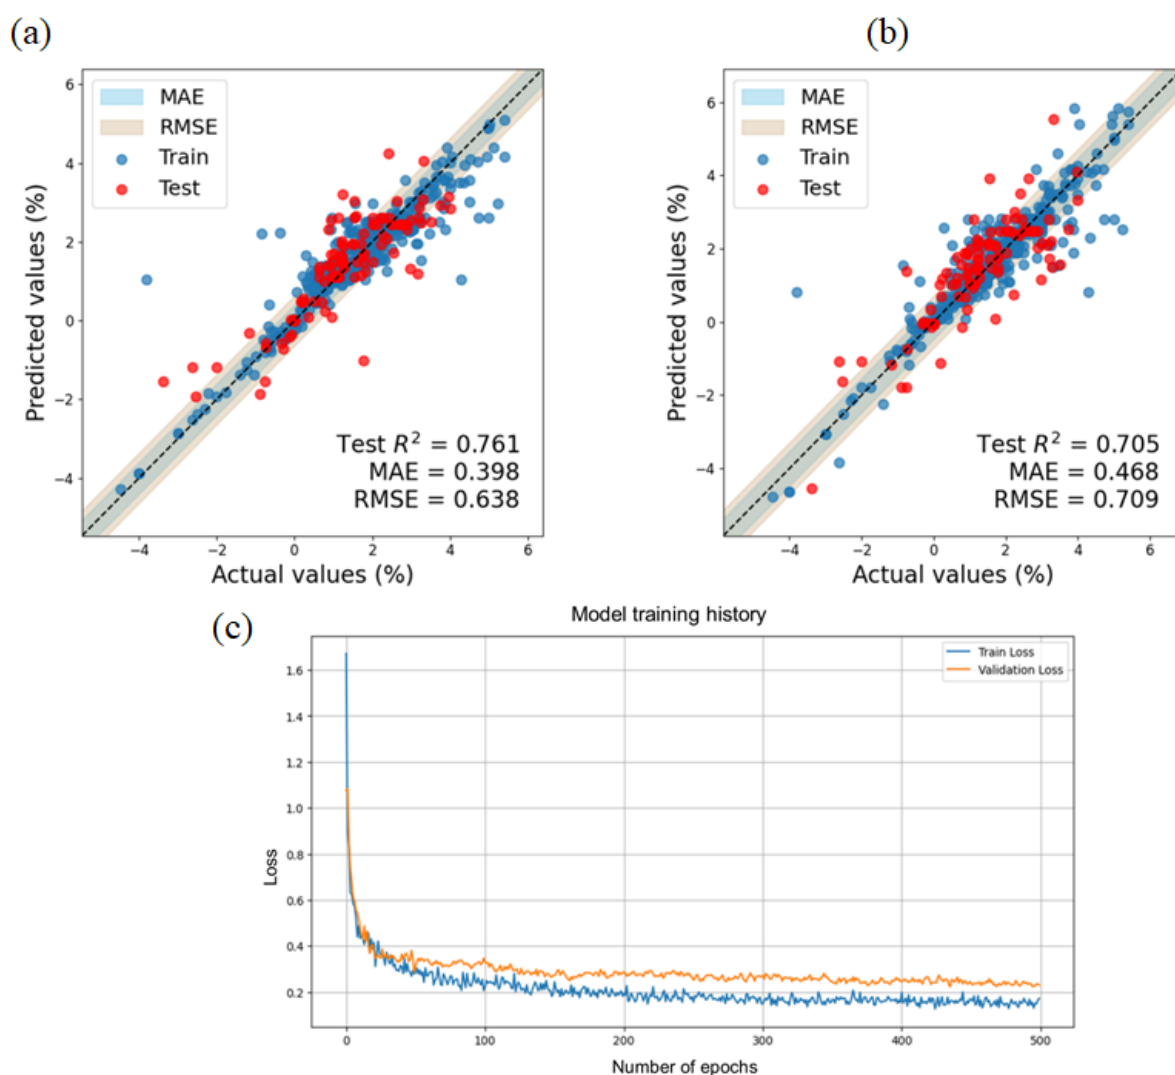 (a)
(b)
MAE
RMSE
Train
Test
6
4
2
0
−2
−4
Predicted values (%)
Test R² = 0.761
MAE = 0.398
RMSE = 0.638
−4
−2
0
2
4
6
Actual values (%)
MAE
RMSE
Train
Test
6
4
2
0
−2
−4
Predicted values (%)
Test R² = 0.705
MAE = 0.468
RMSE = 0.709
−4
−2
0
2
4
6
Actual values (%)
(c)
Model training history
Train Loss
Validation Loss
1.6
1.4
1.2
1.0
0.8
0.6
0.4
0.2
Loss
0
100
200
300
400
500
Number of epochs